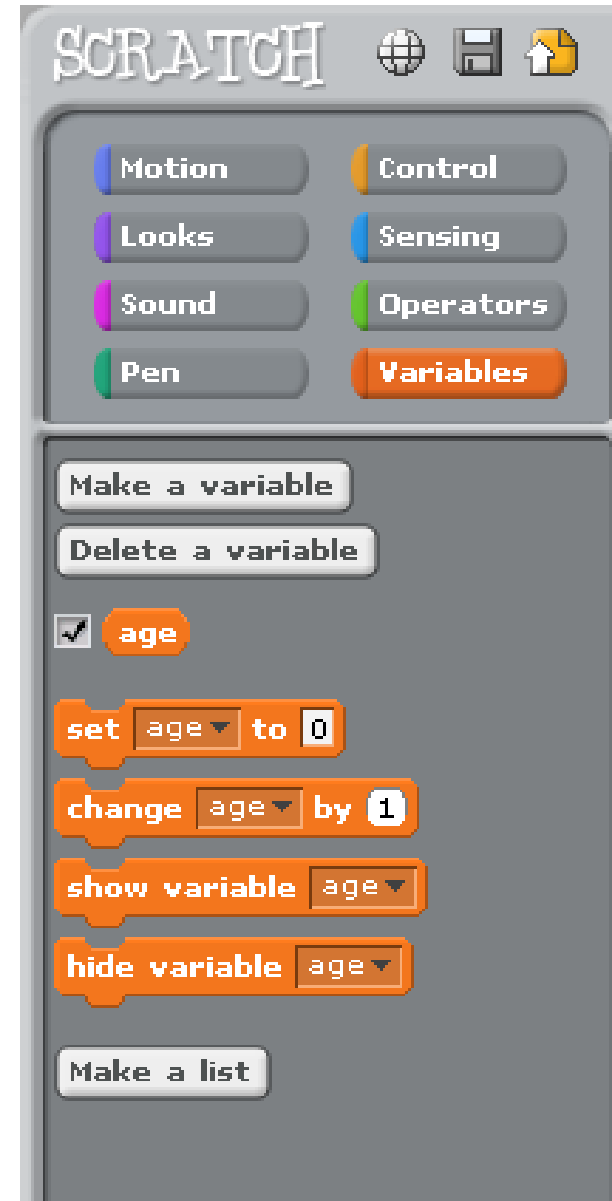 SCRATCH
Motion Control
Looks Sensing
Sound Operators
Pen Variables
Make a variable
Delete a variable
age
set age to 0
change age by 1
show variable age
hide variable age
Make a list